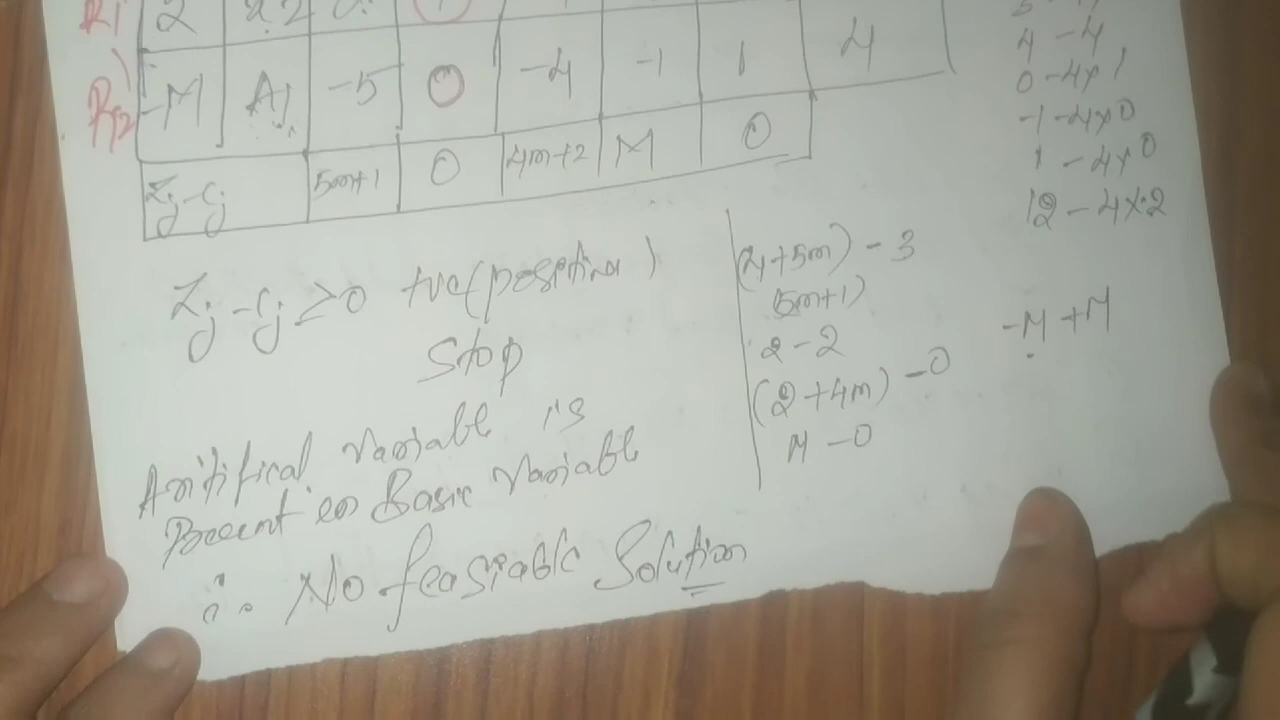 R1 2 x2
R2 -M A1 -5 0 -4 -1 1 4
Zj-Cj 5m+1 0 4m+2 M 0
4 - 4
0 - 4x1
-1 - 4x0
1 - 4x0
12 - 4x2
Zj - Cj ≥ 0 +ve (positive)
Stop
Aritifical Variable is
Present in Basic Variable
∴ No feasiable Solution
(4+5m) - 3
(5m+1)
2 - 2
(2+4m) - 0
M - 0
-M + M